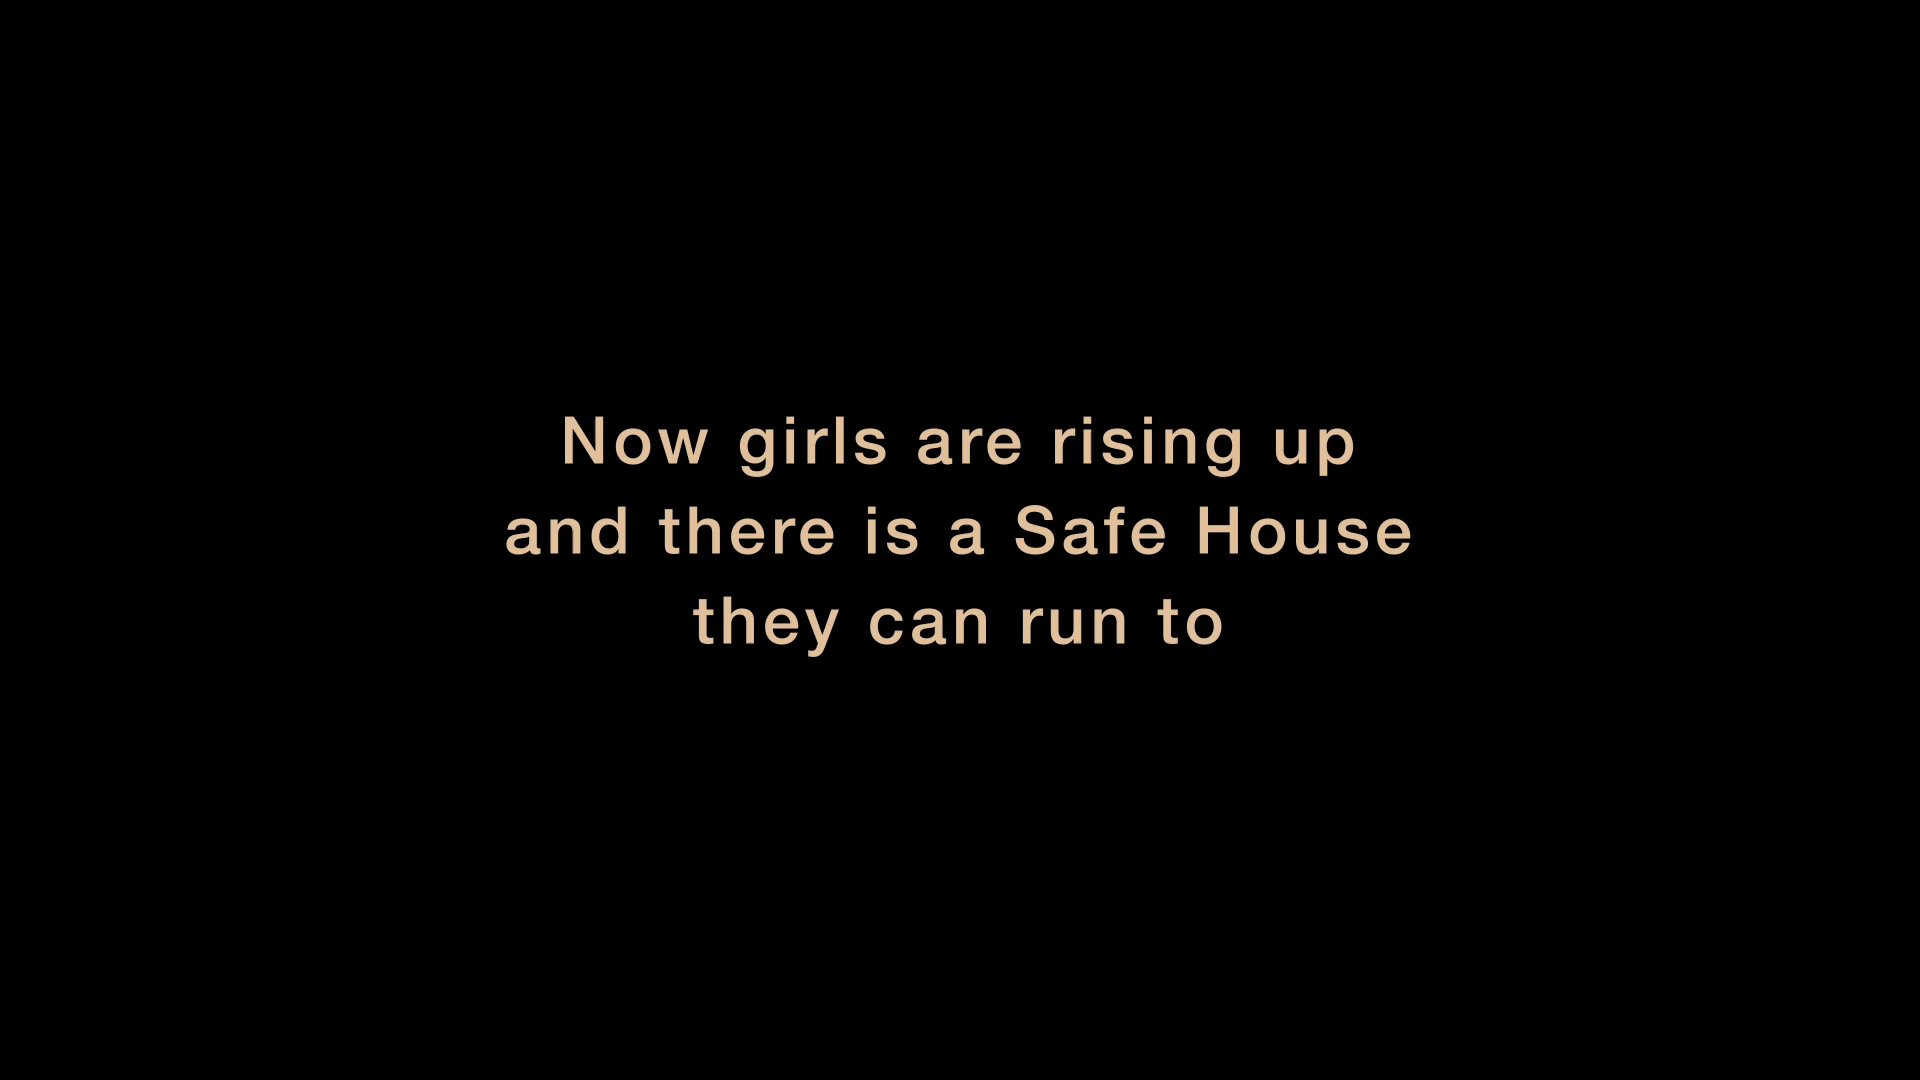 Now girls are rising up
and there is a Safe House
they can run to